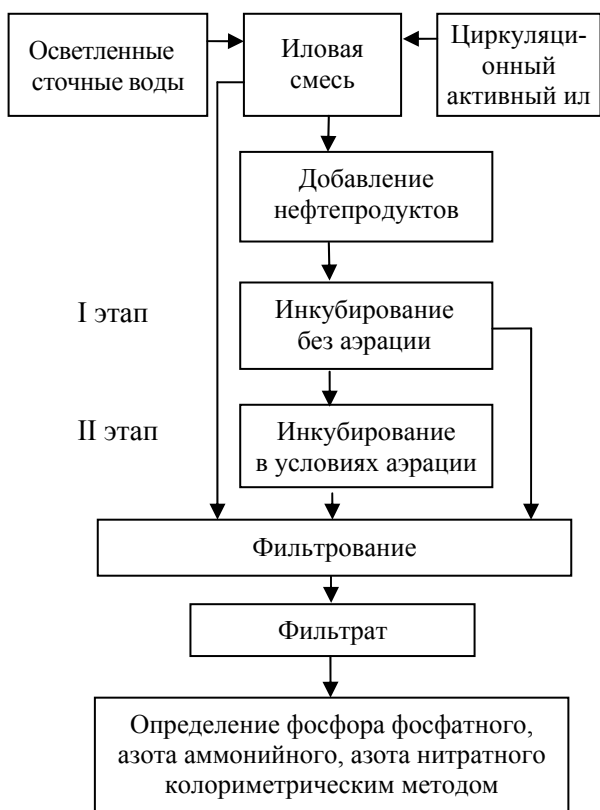 Осветленные
сточные воды
Иловая
смесь
Циркуляци-
онный
активный ил
Добавление
нефтепродуктов
I этап
Инкубирование
без аэрации
II этап
Инкубирование
в условиях аэрации
Фильтрование
Фильтрат
Определение фосфора фосфатного,
азота аммонийного, азота нитратного
колориметрическим методом